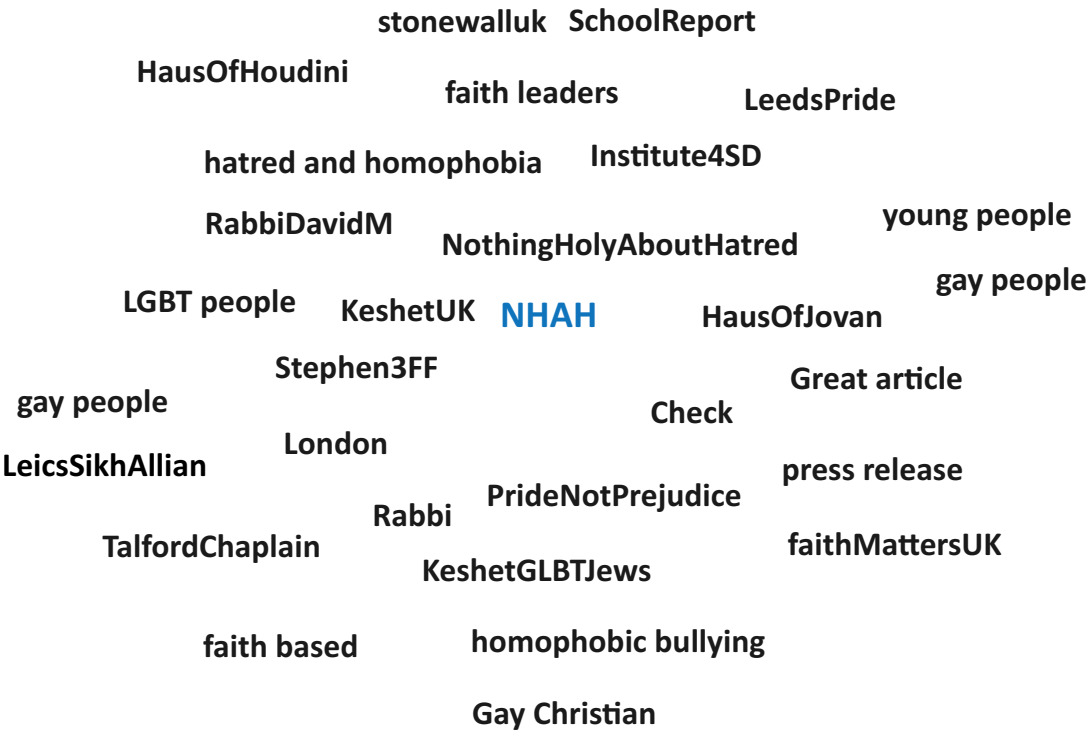 stonewalluk SchoolReport
HausOfHoudini
faith leaders
LeedsPride
hatred and homophobia
Institute4SD
RabbiDavidM
young people
NothingHolyAboutHatred
gay people
LGBT people
KeshetUK
NHAH
HausOfJovan
Stephen3FF
Great article
gay people
Check
London
LeicsSikhAllian
press release
PrideNotPrejudice
Rabbi
TalfordChaplain
faithMattersUK
KeshetGLBTJews
faith based
homophobic bullying
Gay Christian